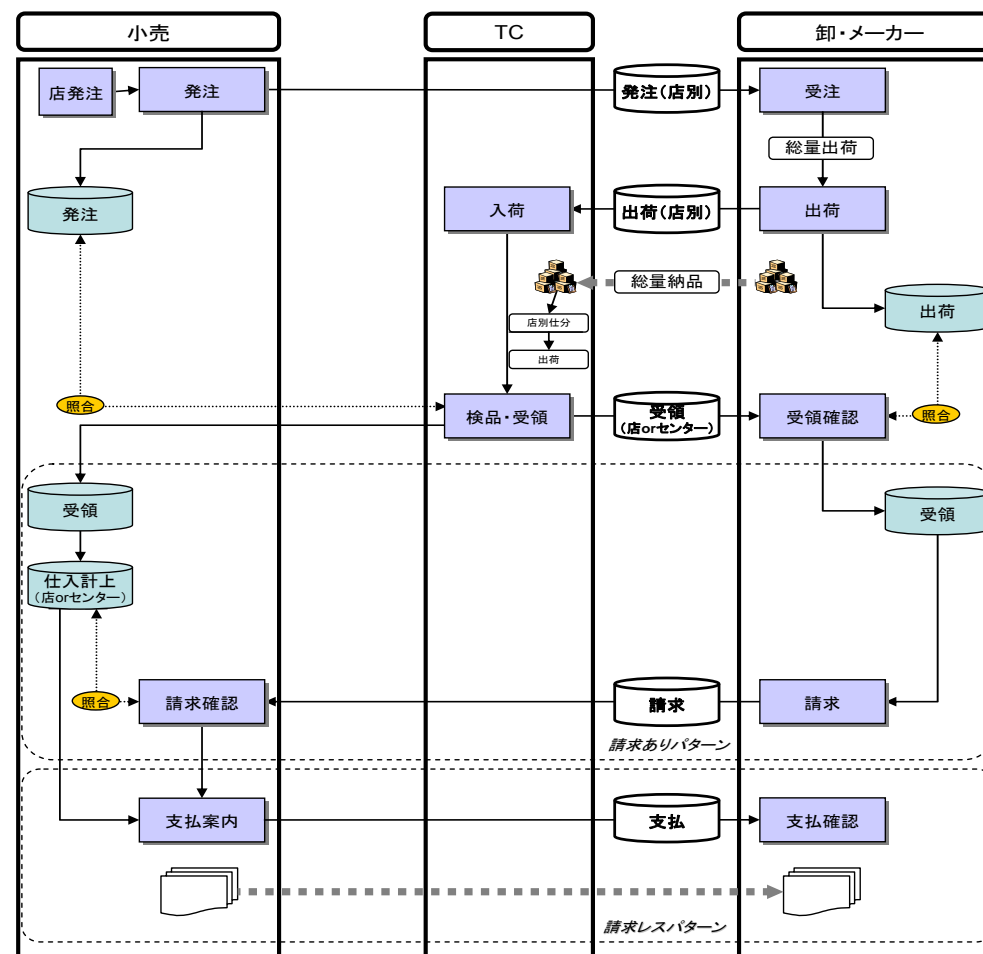 小売
TC
卸・メーカー
店発注
発注
発注(店別)
受注
総量出荷
発注
入荷
出荷(店別)
出荷
総量納品
出荷
店別仕分
出荷
照合
検品・受領
受領
(店orセンター)
受領確認
照合
受領
受領
仕入計上
(店orセンター)
照合
請求確認
請求
請求
請求ありパターン
支払案内
支払
支払確認
請求レスパターン